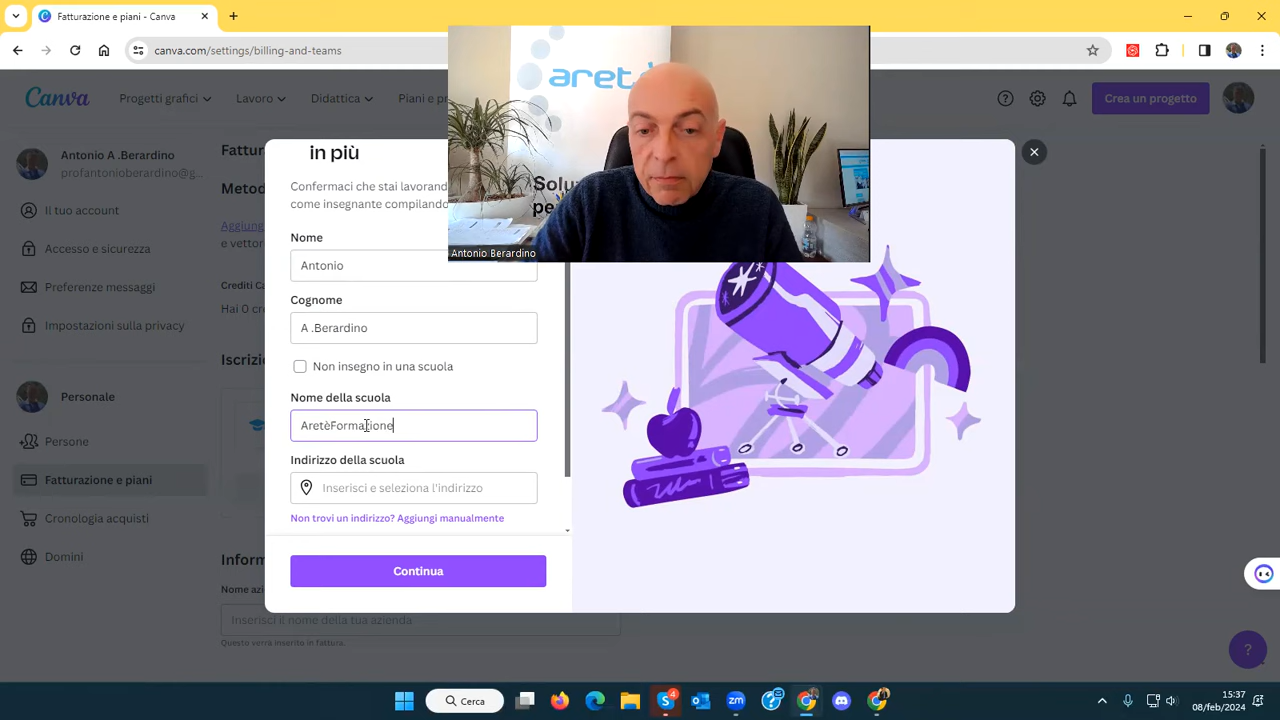 Fatturazione e piani - Canva
canva.com/settings/billing-and-teams
aret
Canva
Progetti grafici
Lavoro
Didattica
Piani e pr
Crea un progetto
Antonio A .Berardino
profantonioberardino@g...
Il tuo account
Accesso e sicurezza
Preferenze messaggi
Impostazioni sulla privacy
Personale
Persone
Fatturazione e piani
Cronologia acquisti
Domini
Fattur
Metod
Aggiung
e vettor
Crediti Ca
Hai 0 cre
Iscrizi
Inform
Nome azi
Inserisci il nome della tua azienda
Questo verrà inserito in fattura.
in più
Confermaci che stai lavorand
come insegnante compilando
Solu
pe
Antonio Berardino
Nome
Antonio
Cognome
A .Berardino
Non insegno in una scuola
Nome della scuola
AretèFormazione
Indirizzo della scuola
Inserisci e seleziona l'indirizzo
Non trovi un indirizzo? Aggiungi manualmente
Continua
?
Cerca
4
15:37
08/feb/2024